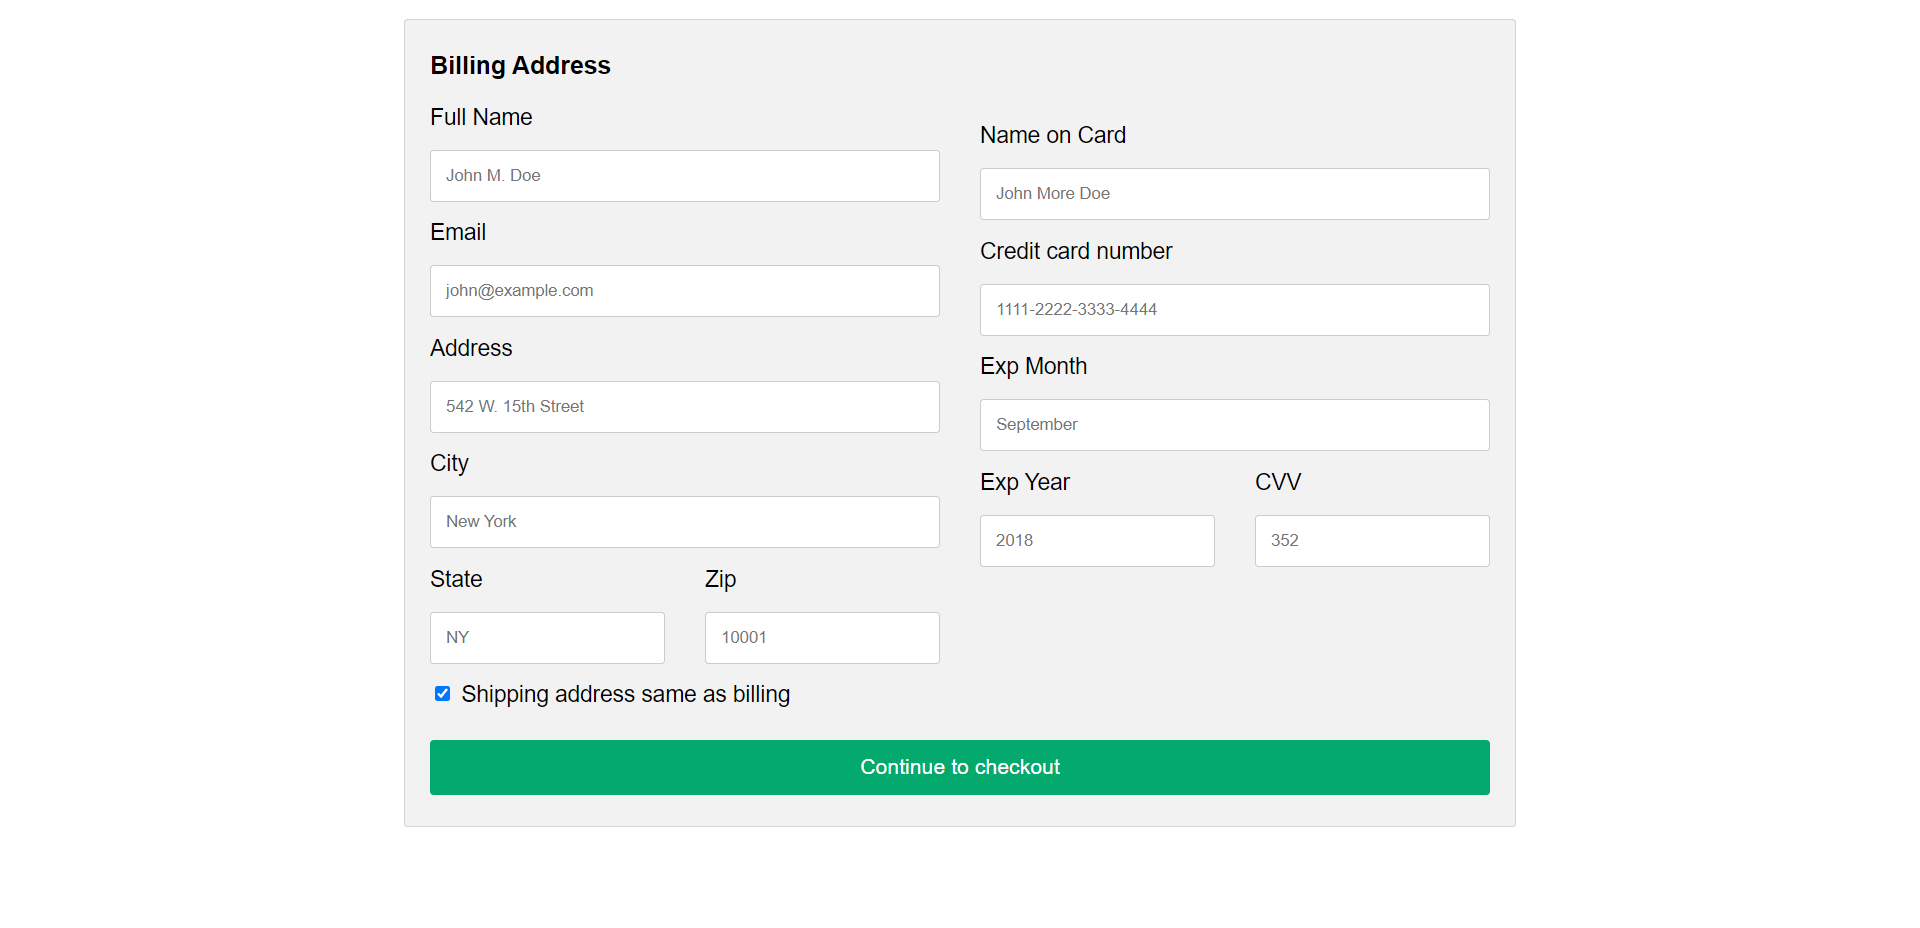 Billing Address
Full Name
John M. Doe
Email
john@example.com
Address
542 W. 15th Street
City
New York
State
Zip
NY
10001
Shipping address same as billing
Name on Card
John More Doe
Credit card number
1111-2222-3333-4444
Exp Month
September
Exp Year
CVV
2018
352
Continue to checkout